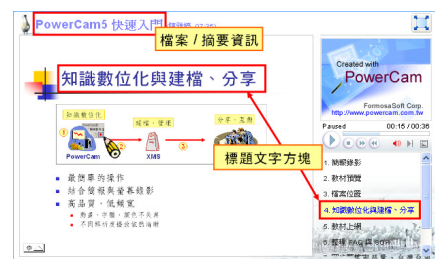 PowerCam5 快速入門
檔案 / 摘要資訊
知識數位化與建檔、分享
知識數位化
建檔、管理
分享、互動
PowerCam
XMS
標題文字方塊
最簡單的操作
結合簡報與螢幕錄影
高品質、低頻寬
Created with
PowerCam
FormosaSoft Corp.
http://www.powercam.com.tw
Paused 00:15 / 00:36
1. 簡報錄影
2. 教材預覽
3. 檔案位置
4. 知識數位化與建檔、分享
5. 教材上網